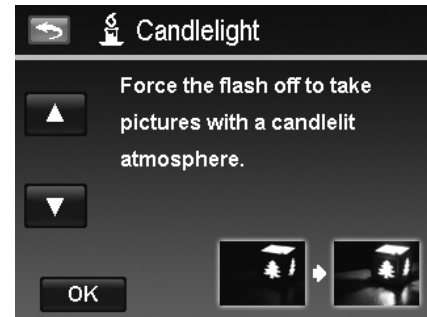 Candlelight
Force the flash off to take
pictures with a candlelit
atmosphere.
OK